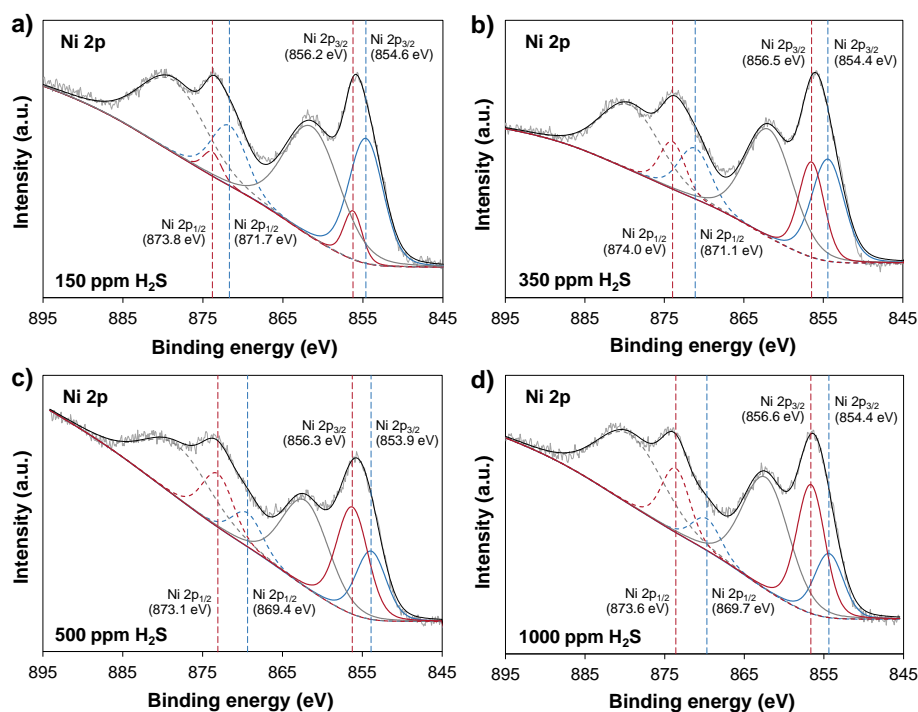 a)
Ni 2p
Ni 2p3/2
(856.2 eV)
Ni 2p3/2
(854.6 eV)
Ni 2p1/2
(873.8 eV)
Ni 2p1/2
(871.7 eV)
150 ppm H2S
Intensity (a.u.)
895 885 875 865 855 845
Binding energy (eV)
b)
Ni 2p
Ni 2p3/2
(856.5 eV)
Ni 2p3/2
(854.4 eV)
Ni 2p1/2
(874.0 eV)
Ni 2p1/2
(871.1 eV)
350 ppm H2S
Intensity (a.u.)
895 885 875 865 855 845
Binding energy (eV)
c)
Ni 2p
Ni 2p3/2
(856.3 eV)
Ni 2p3/2
(853.9 eV)
Ni 2p1/2
(873.1 eV)
Ni 2p1/2
(869.4 eV)
500 ppm H2S
Intensity (a.u.)
895 885 875 865 855 845
Binding energy (eV)
d)
Ni 2p
Ni 2p3/2
(856.6 eV)
Ni 2p3/2
(854.4 eV)
Ni 2p1/2
(873.6 eV)
Ni 2p1/2
(869.7 eV)
1000 ppm H2S
Intensity (a.u.)
895 885 875 865 855 845
Binding energy (eV)